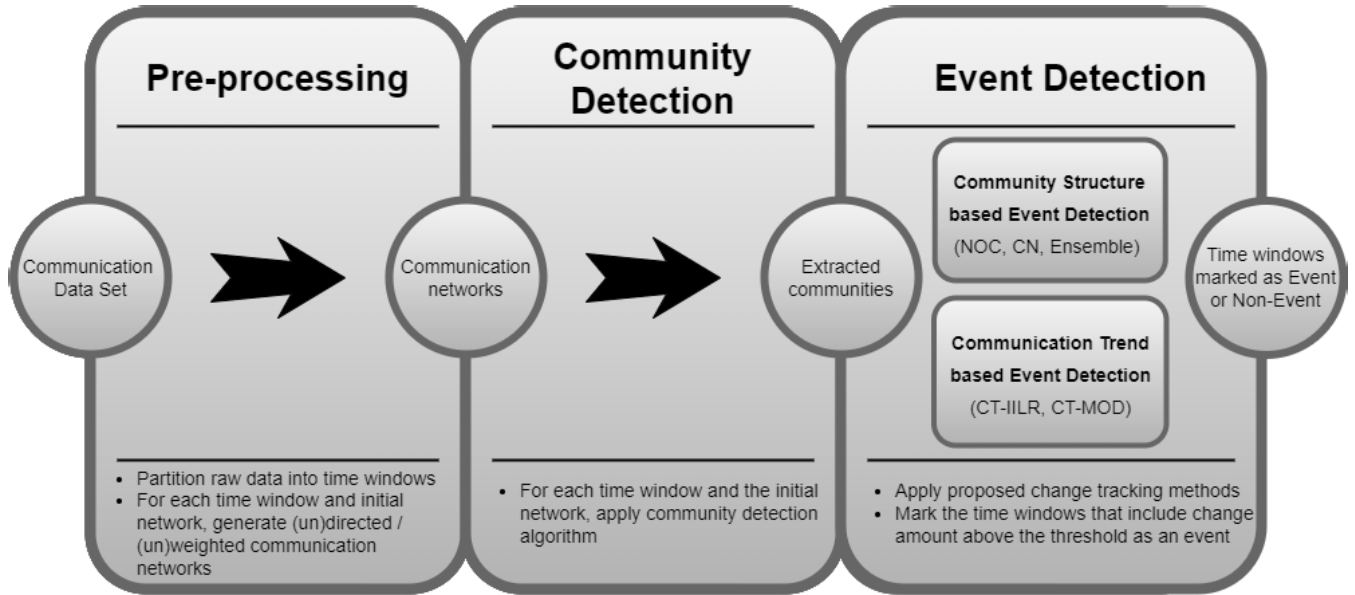 Pre-processing
Community
Detection
Event Detection
Communication
Data Set
Communication
networks
Extracted
communities
Community Structure
based Event Detection
(NOC, CN, Ensemble)
Communication Trend
based Event Detection
(CT-IILR, CT-MOD)
Time windows
marked as Event
or Non-Event
• Partition raw data into time windows
• For each time window and initial
network, generate (un)directed /
(un)weighted communication
networks
• For each time window and the initial
network, apply community detection
algorithm
• Apply proposed change tracking methods
• Mark the time windows that include change
amount above the threshold as an event